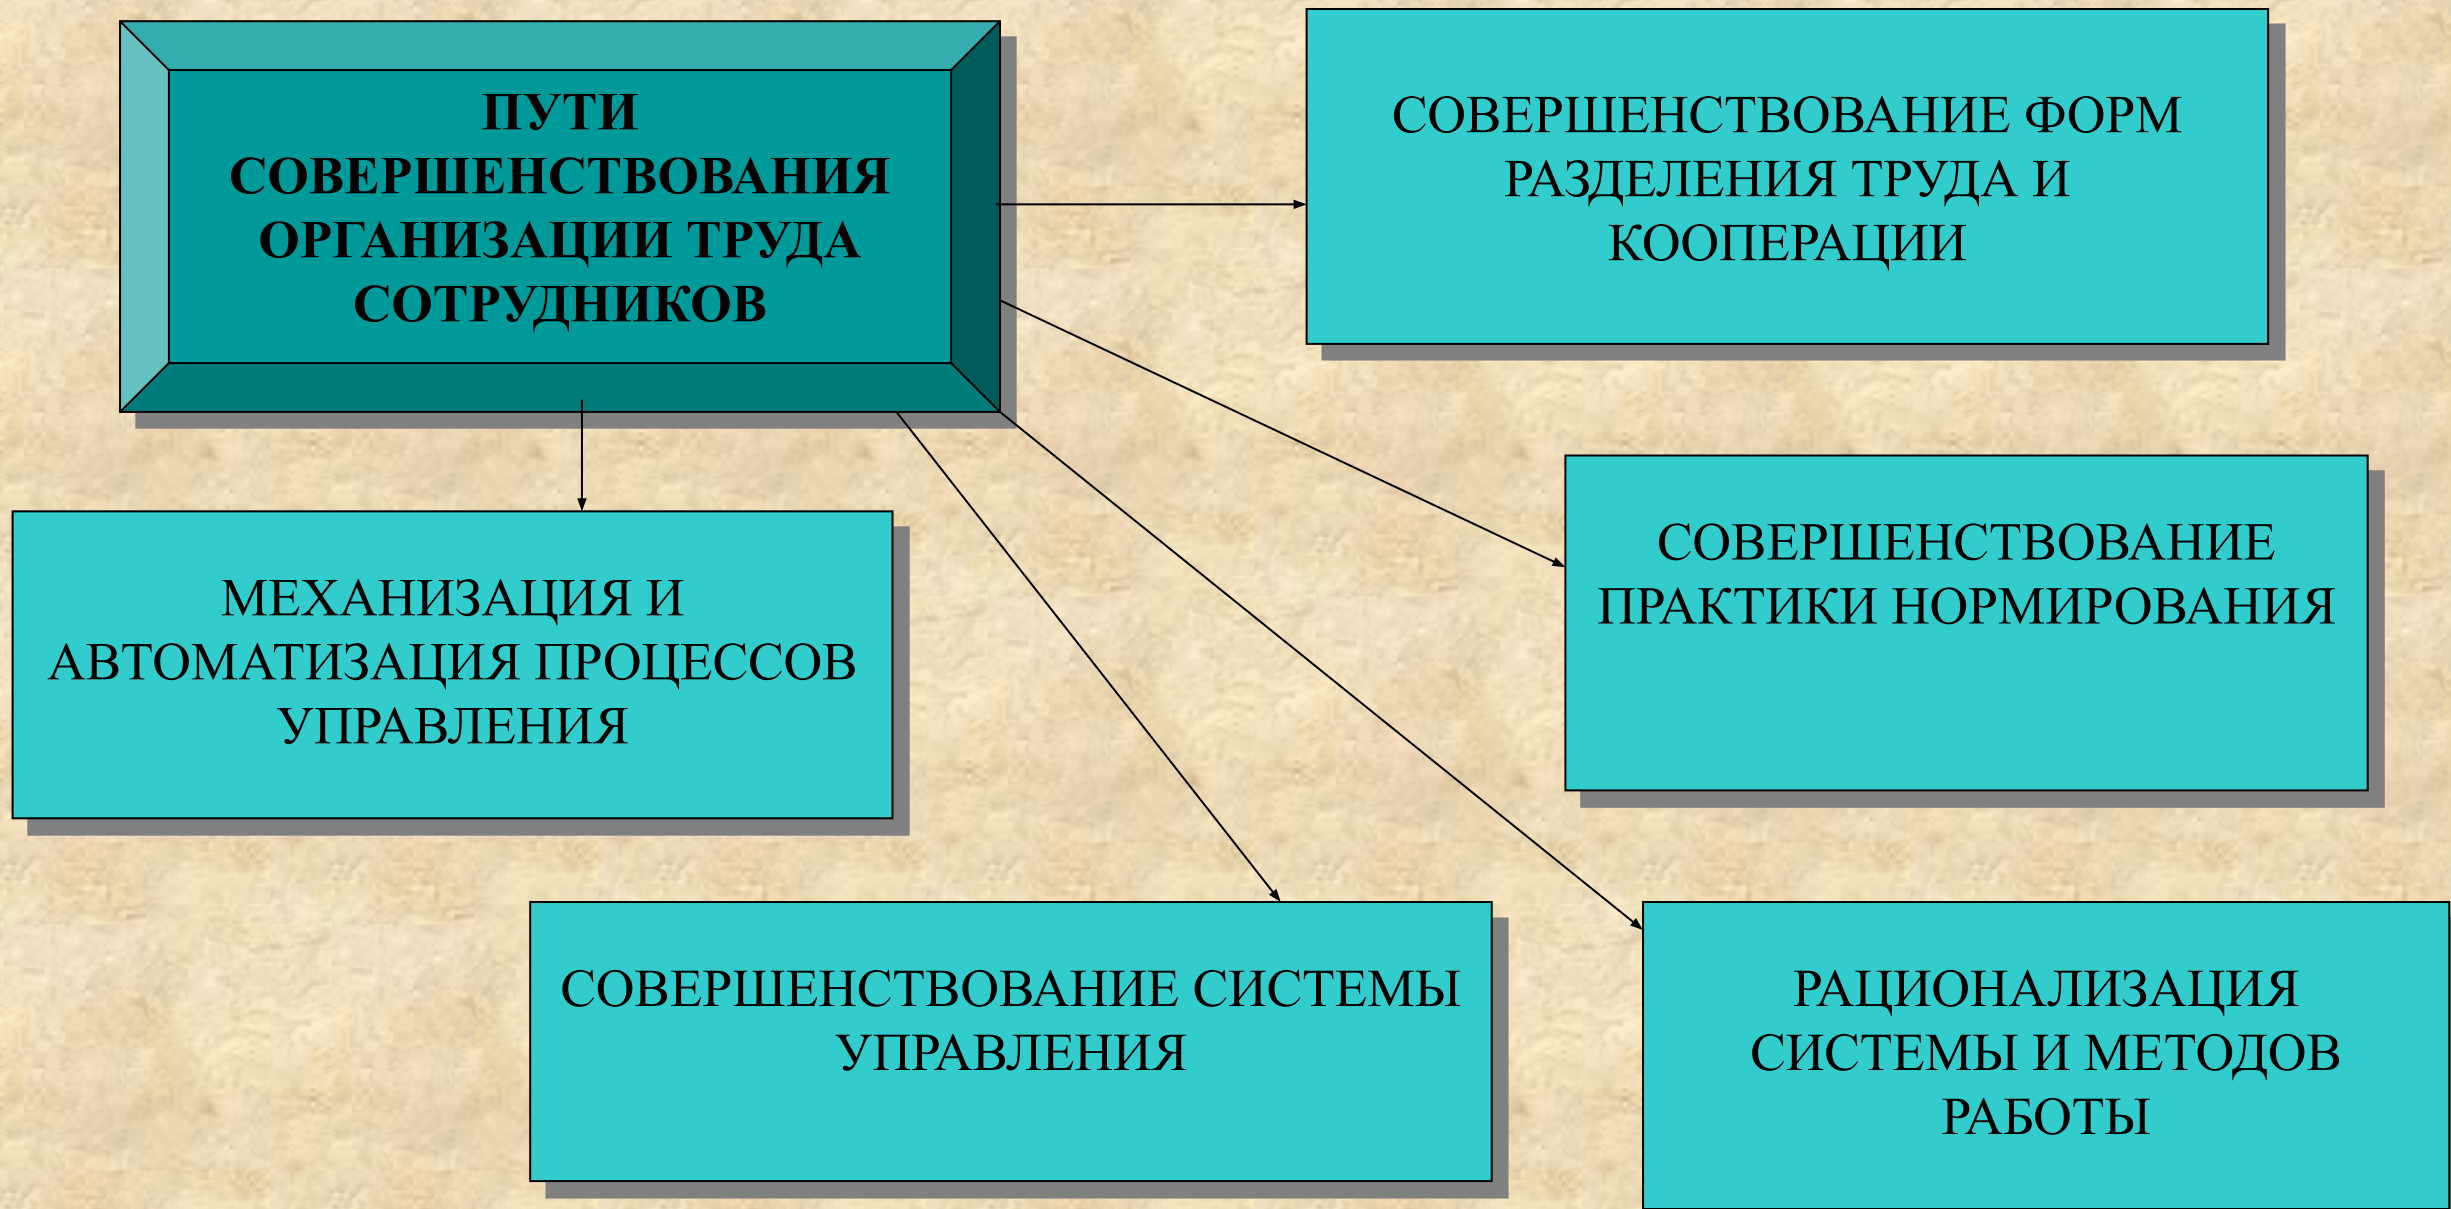 ПУТИ
СОВЕРШЕНСТВОВАНИЯ
ОРГАНИЗАЦИИ ТРУДА
СОТРУДНИКОВ
СОВЕРШЕНСТВОВАНИЕ ФОРМ
РАЗДЕЛЕНИЯ ТРУДА И
КООПЕРАЦИИ
СОВЕРШЕНСТВОВАНИЕ
ПРАКТИКИ НОРМИРОВАНИЯ
МЕХАНИЗАЦИЯ И
АВТОМАТИЗАЦИЯ ПРОЦЕССОВ
УПРАВЛЕНИЯ
СОВЕРШЕНСТВОВАНИЕ СИСТЕМЫ
УПРАВЛЕНИЯ
РАЦИОНАЛИЗАЦИЯ
СИСТЕМЫ И МЕТОДОВ
РАБОТЫ